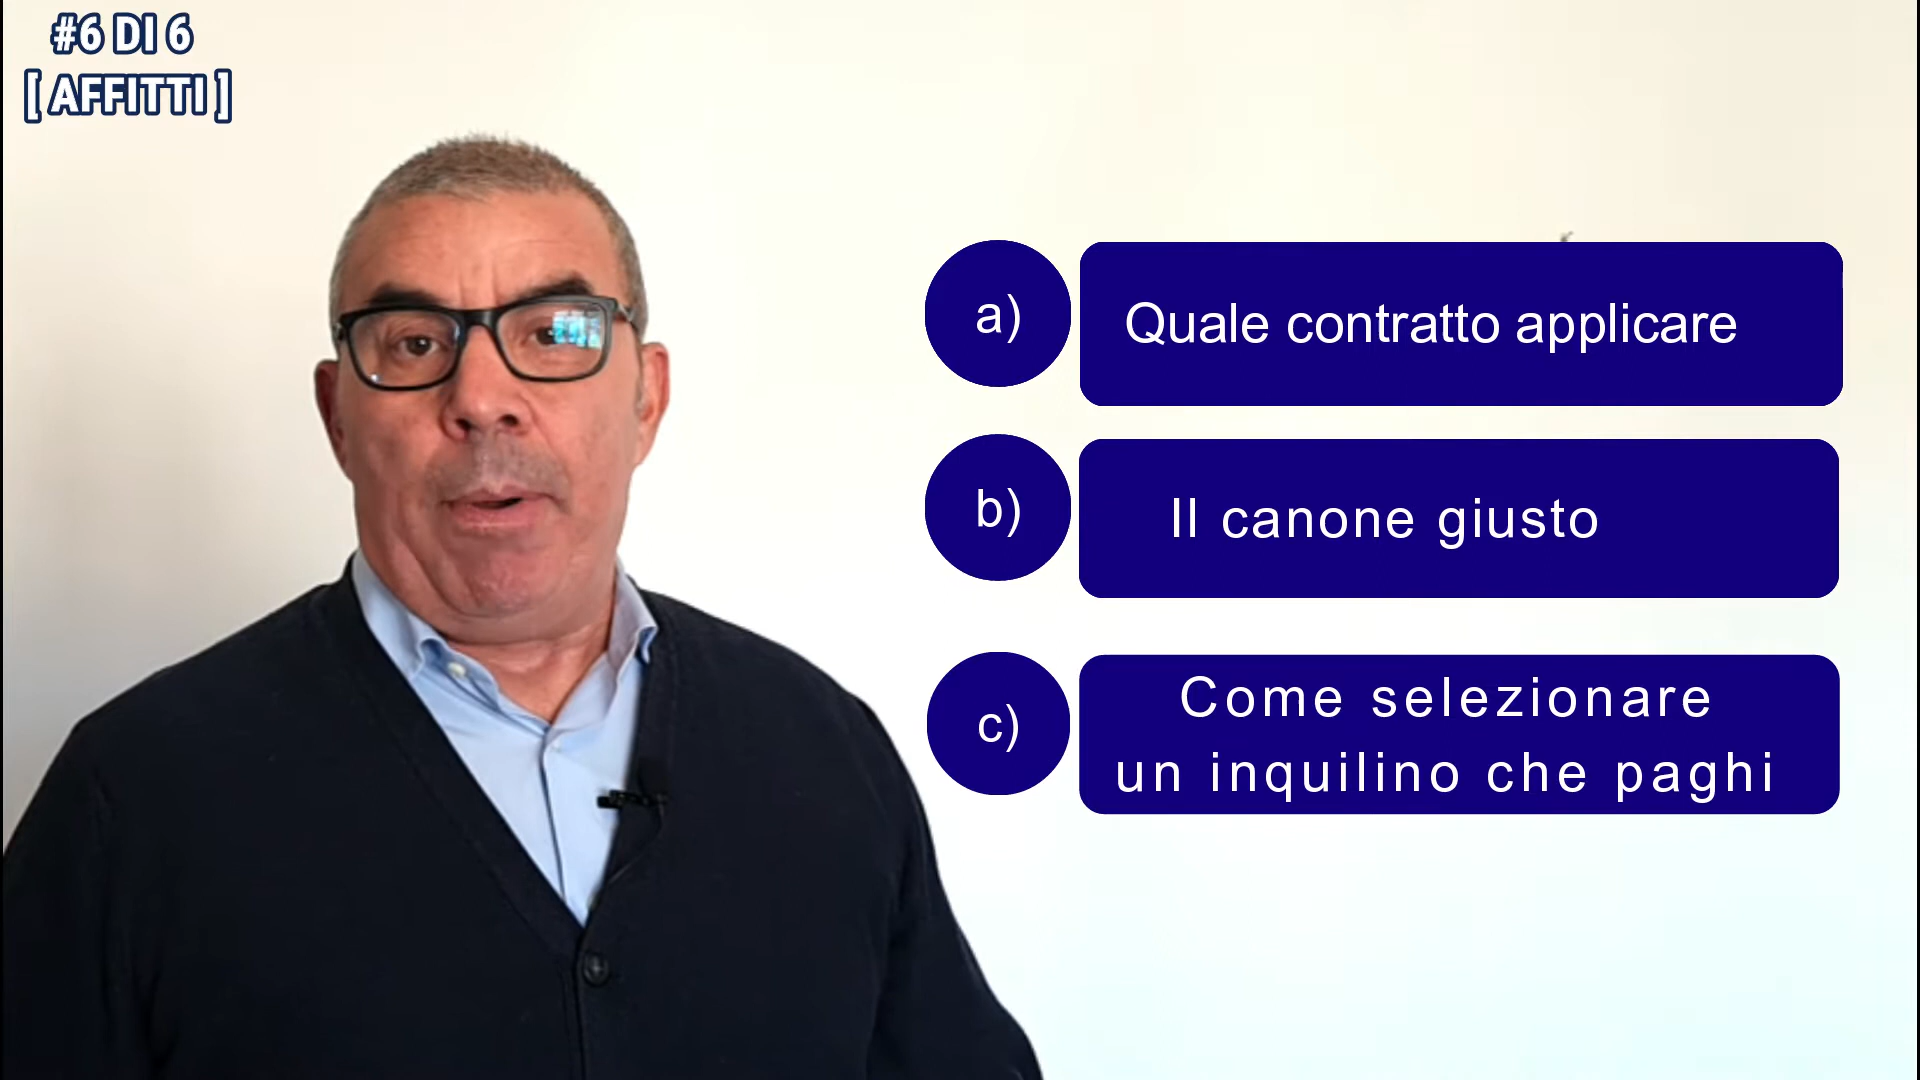 #6 DI 6
[ AFFITTI ]
a)
Quale contratto applicare
b)
Il canone giusto
c)
Come selezionare
un inquilino che paghi